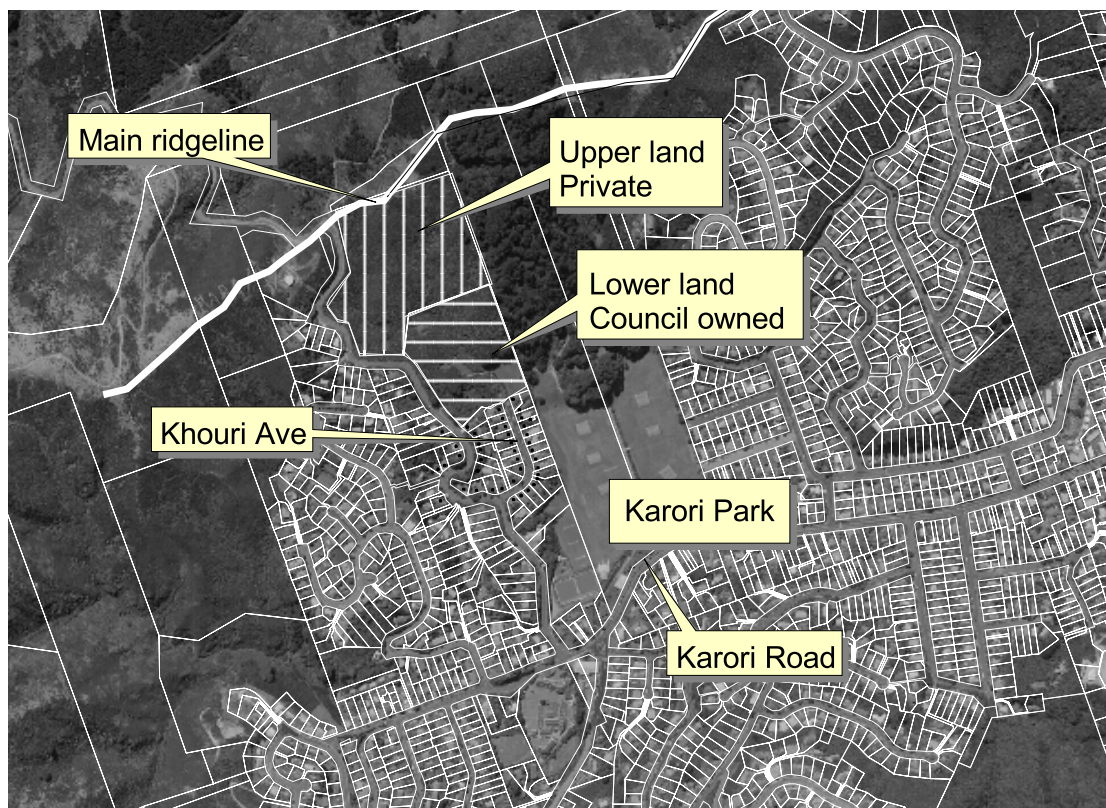 Main ridgeline
Upper land
Private
Lower land
Council owned
Khouri Ave
Karori Park
Karori Road